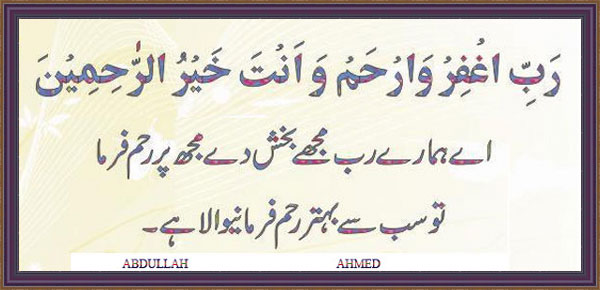 رَبِّ اغْفِرْ وَارْحَمْ وَاَنْتَ خَيْرُ الرّٰحِمِيْنَ
اے ہمارے رب مجھے بخش دے مجھ پر رحم فرما
تو سب سے بہتر رحم فرمانیوالا ہے۔
ABDULLAH AHMED